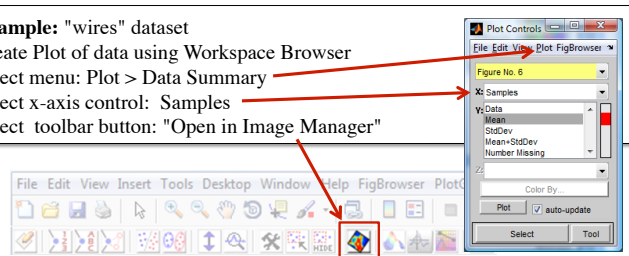 ample: "wires" dataset
eate Plot of data using Workspace Browser
ect menu: Plot > Data Summary
ect x-axis control: Samples
ect toolbar button: "Open in Image Manager"
Plot Controls
File Edit View Plot FigBrowser
Figure No. 6
X: Samples
Y: Data
Mean
StdDev
Mean+StdDev
Number Missing
Z:
Color By...
Plot auto-update
Select Tool
File Edit View Insert Tools Desktop Window Help FigBrowser PlotC
HIDE